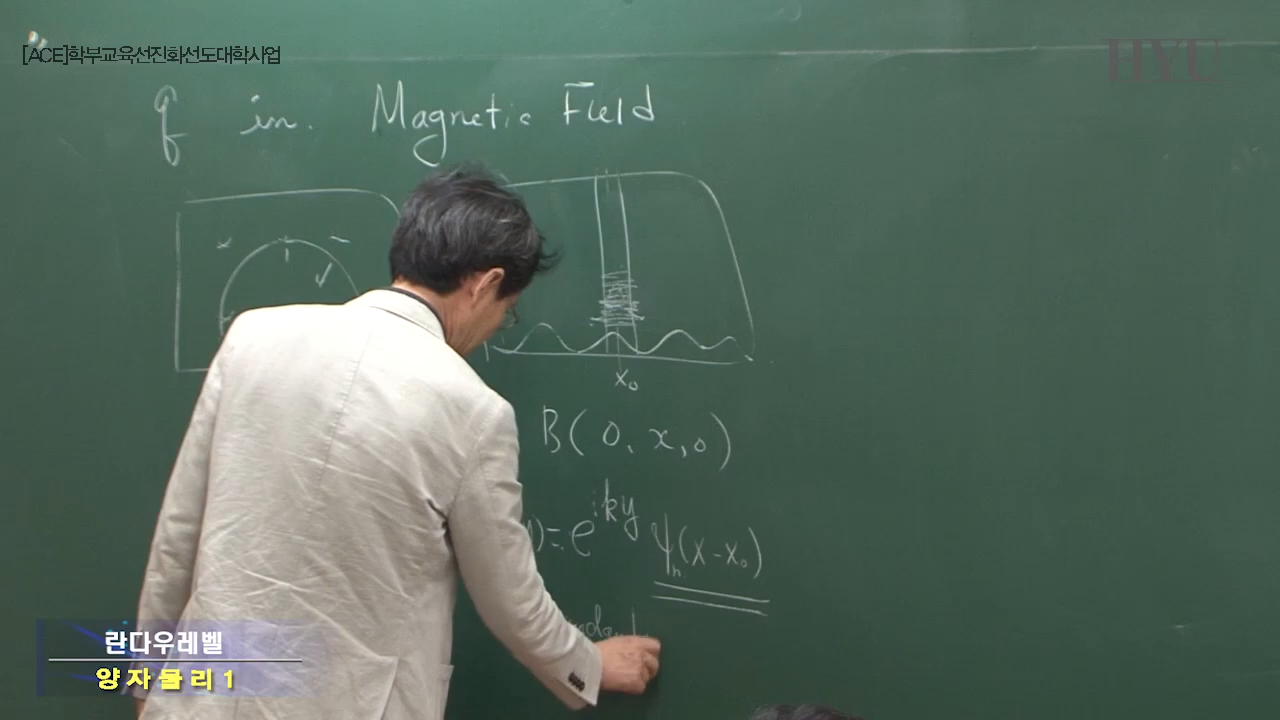 [ACE]학부교육선진화선도대학사업
HYU
q in. Magnetic Field
x₀
B( 0, x, 0 )
)= e^{iky} ψₙ(x-x₀)
란다우레벨
양자물리1